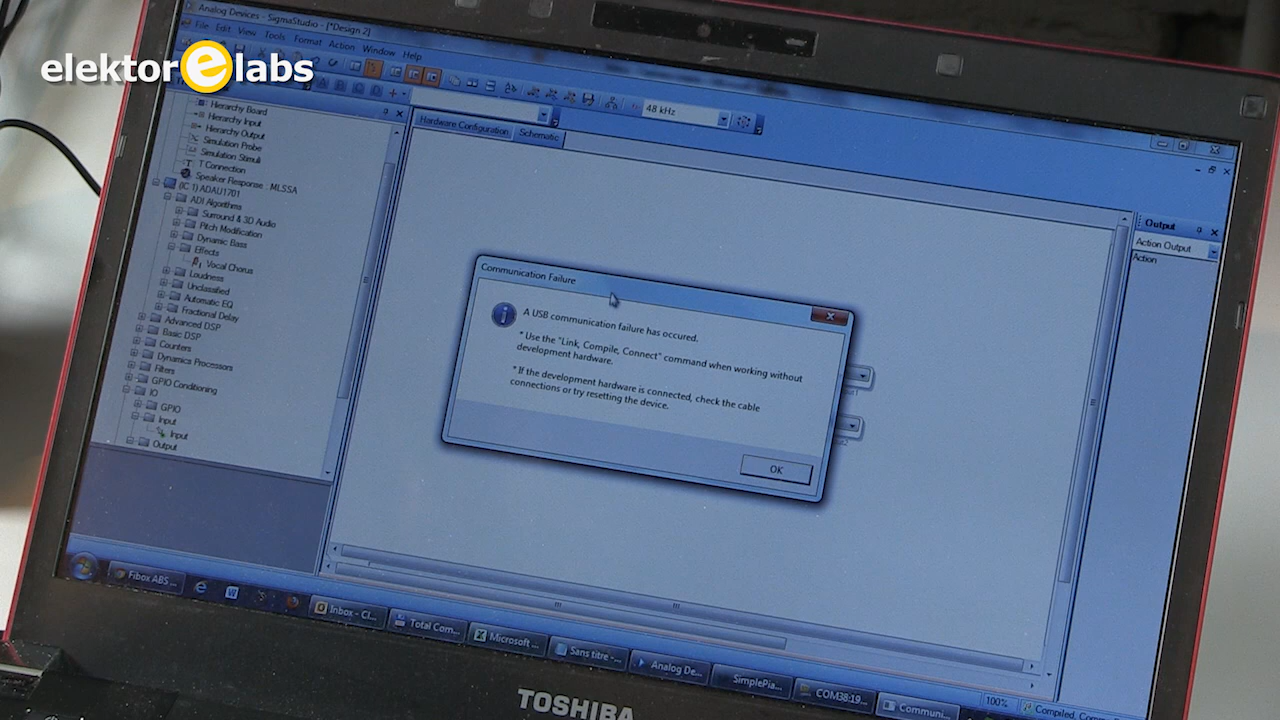 Analog Devices - SigmaStudio - [*Design 2]
File Edit View Tools Format Action Window Help
elektor e labs
48 kHz
Hardware Configuration Schematic
Hierarchy Board
Hierarchy Input
Hierarchy Output
Simulation Probe
Simulation Stimuli
T Connection
Speaker Response : MLSSA
(IC 1) ADAU1701
ADI Algorithms
Surround & 3D Audio
Pitch Modification
Dynamic Bass
Effects
Vocal Chorus
Loudness
Unclassified
Automatic EQ
Fractional Delay
Advanced DSP
Basic DSP
Counters
Dynamics Processors
Filters
GPIO Conditioning
IO
GPIO
Input
Input
Output
Communication Failure
A USB communication failure has occured.
* Use the "Link, Compile, Connect" command when working without
development hardware.
* If the development hardware is connected, check the cable
connections or try resetting the device.
OK
Output
Action Output
Action
Fibox ABS ...
Inbox - Cl...
Total Com...
Microsoft ...
Sans titre -...
Analog De...
SimplePia...
COM38:19...
Communi...
100%
TOSHIBA